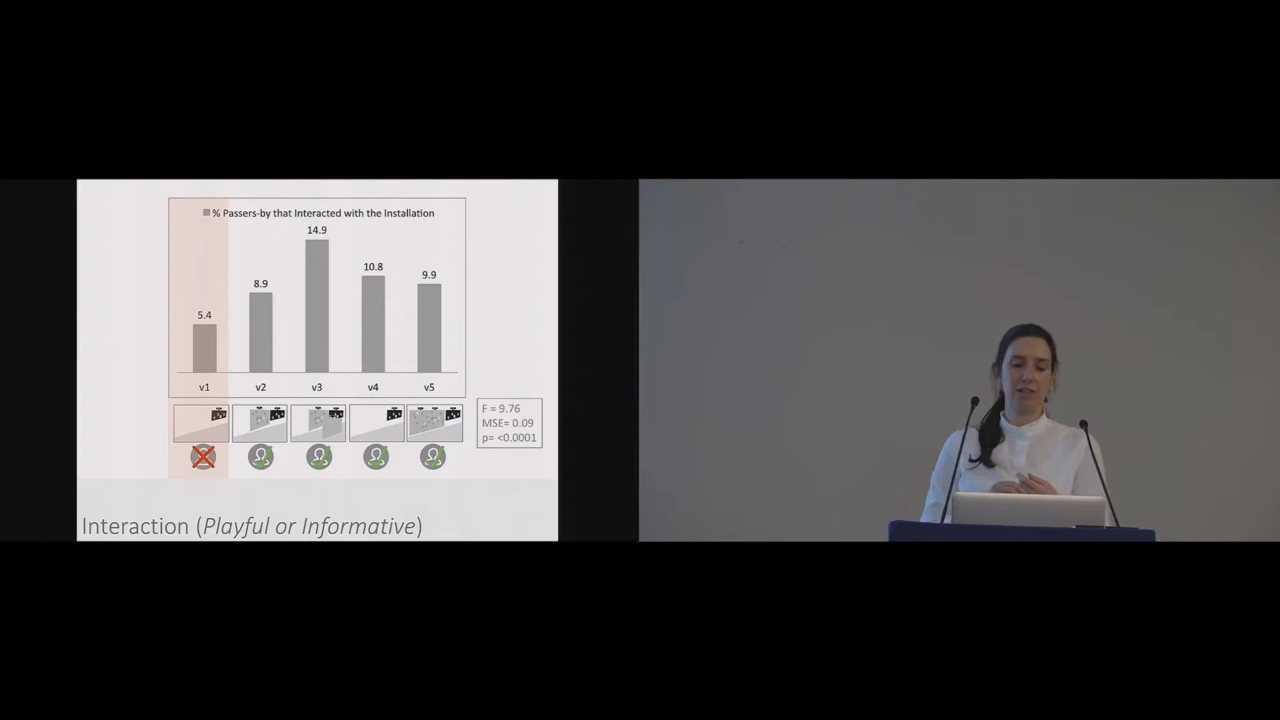 % Passers-by that Interacted with the Installation
14.9
10.8
9.9
8.9
5.4
v1 v2 v3 v4 v5
F = 9.76
MSE= 0.09
p= <0.0001
Interaction (Playful or Informative)